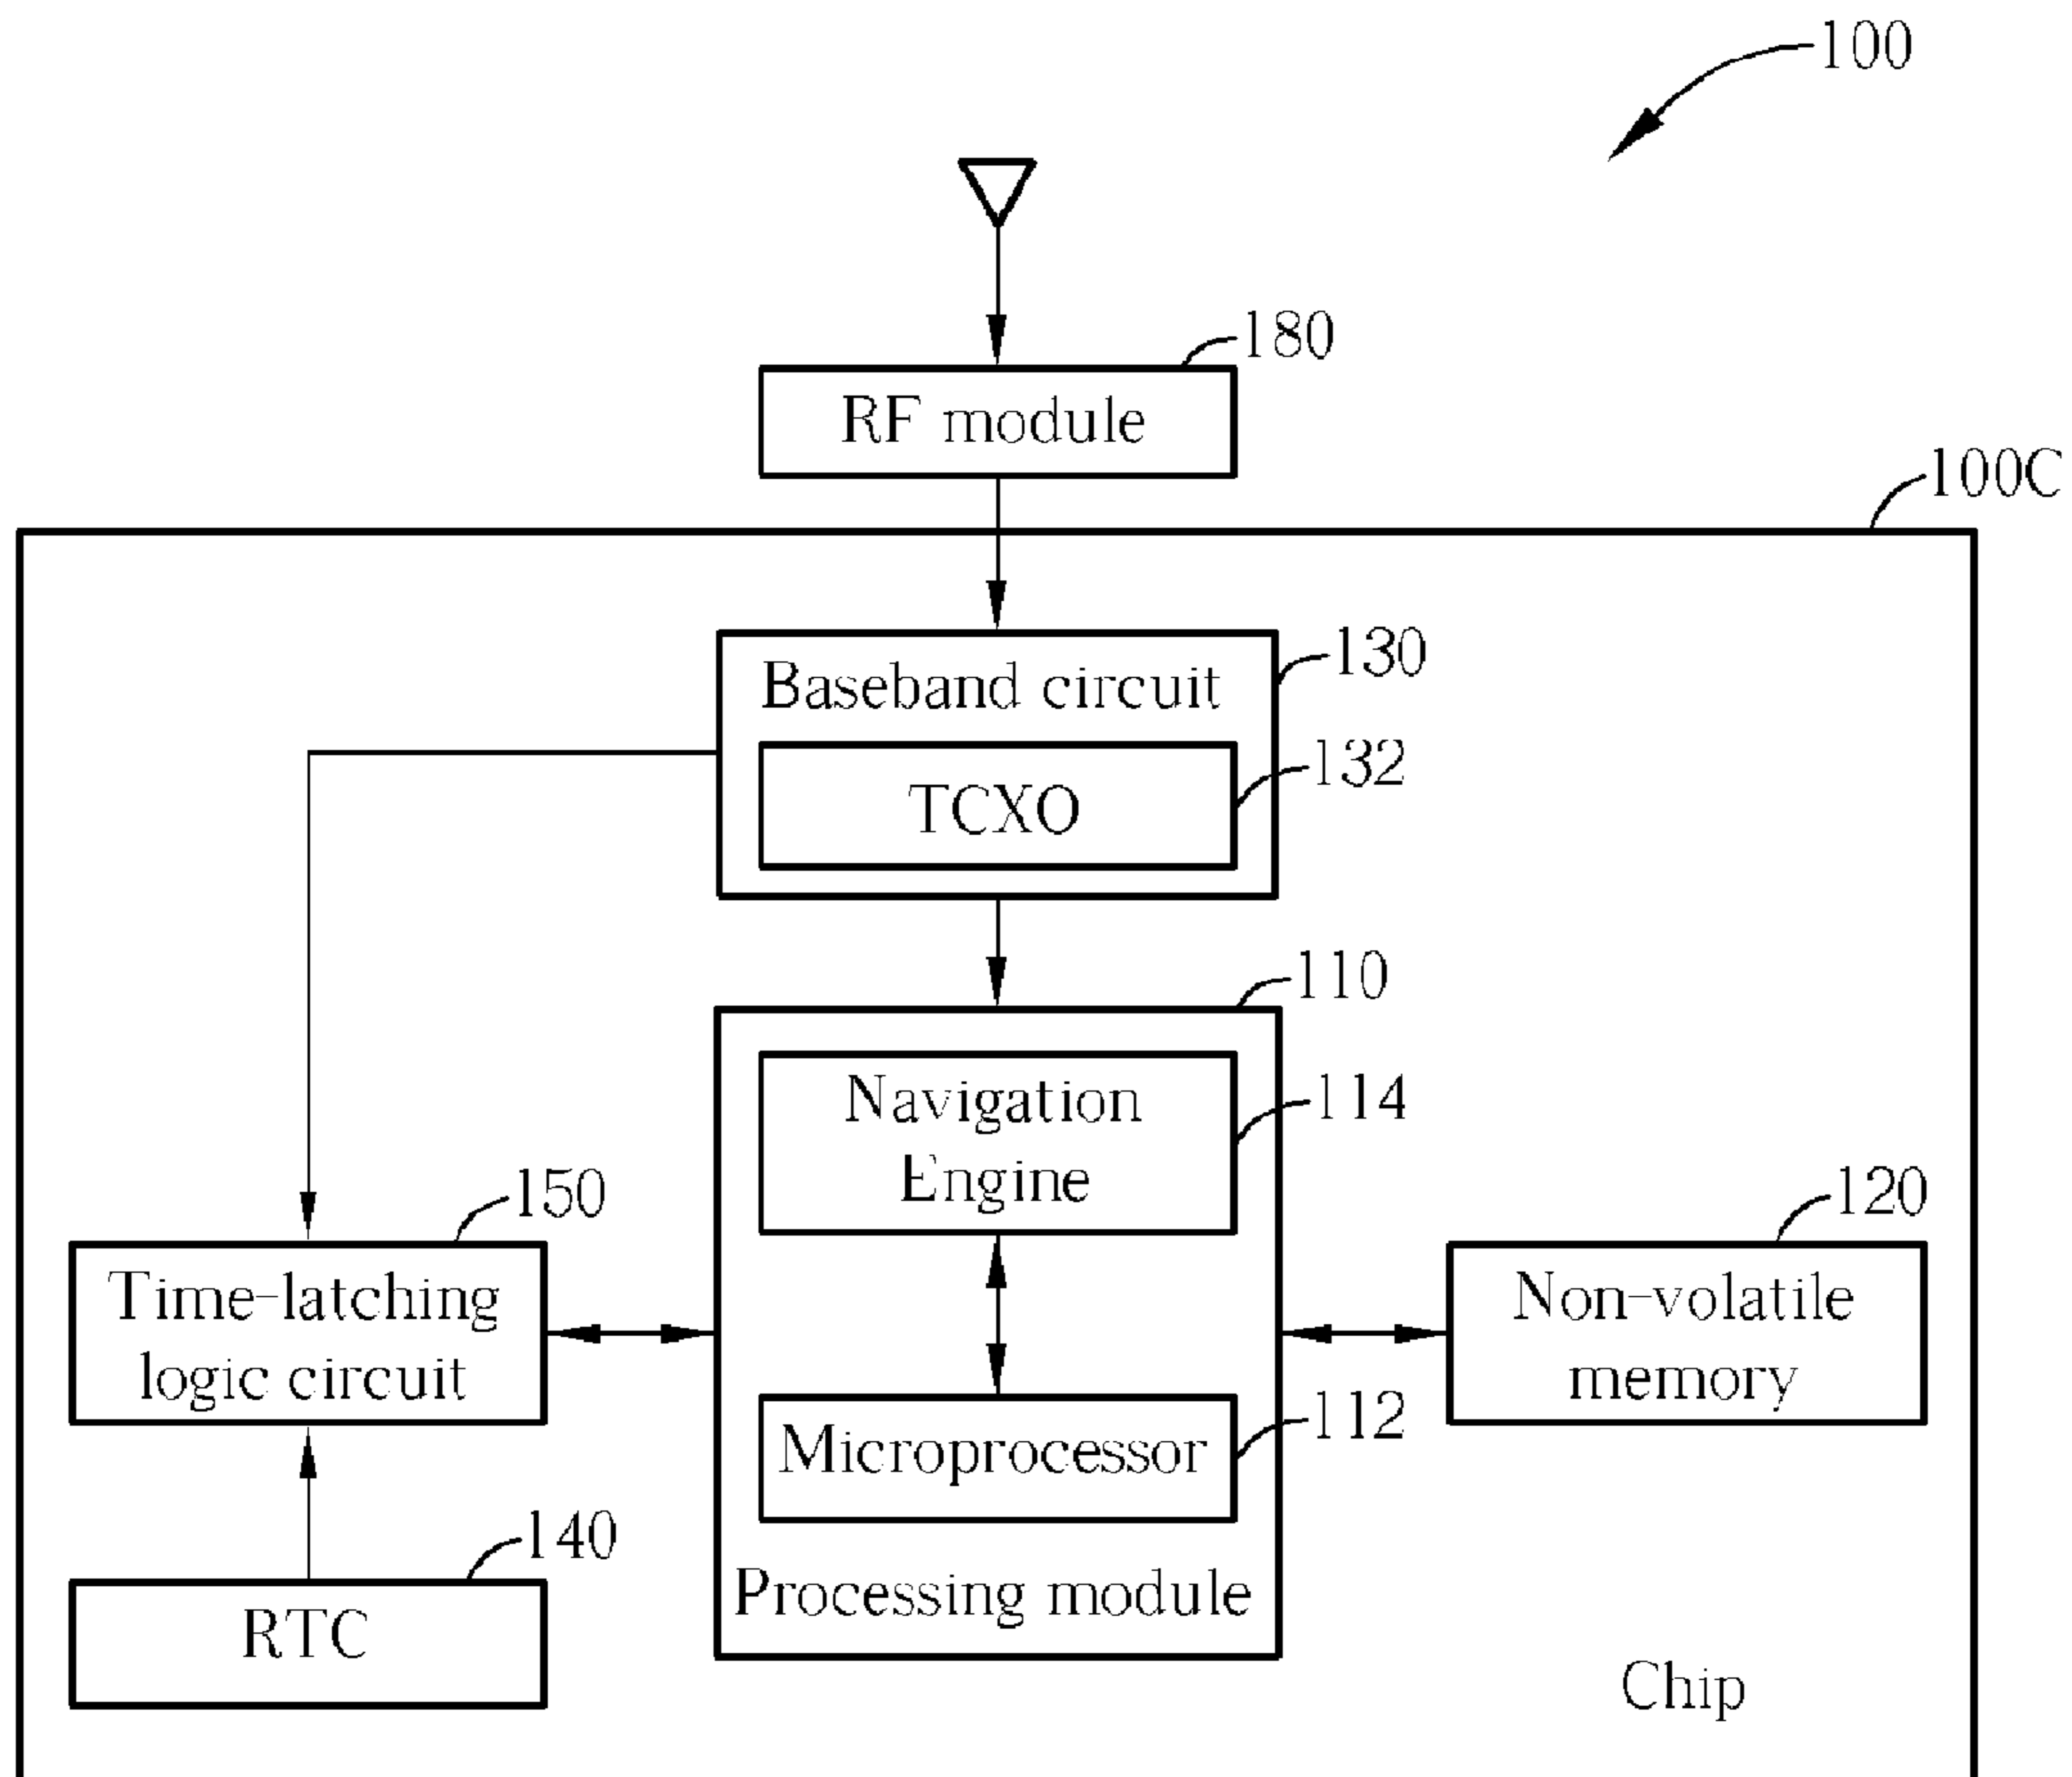 100
180
RF module
100C
130
Baseband circuit
132
TCXO
110
Navigation
Engine
114
150
Time-latching
logic circuit
120
Non-volatile
memory
112
Microprocessor
140
RTC
Processing module
Chip